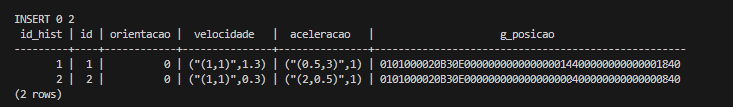 INSERT 0 2
 id_hist | id | orientacao | velocidade | aceleracao | g_posicao
---------+----+------------+---------------+---------------+----------------------------------------------------
 1 | 1 | 0 | ("(1,1)",1.3) | ("(0.5,3)",1) | 0101000020B30E000000000000000014400000000000001840
 2 | 2 | 0 | ("(1,1)",0.3) | ("(2,0.5)",1) | 0101000020B30E000000000000000000400000000000000840
(2 rows)